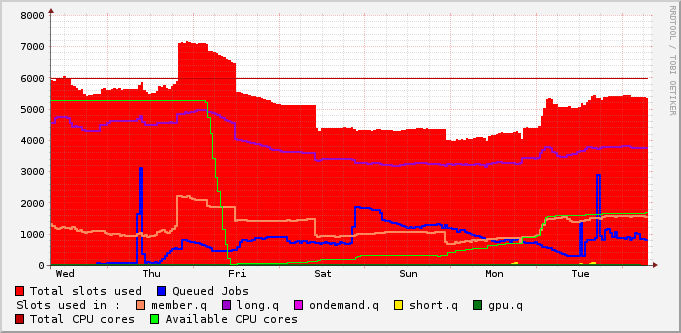 RRDTOOL / TOBI OETIKER
8000
7000
6000
5000
4000
3000
2000
1000
0
Wed Thu Fri Sat Sun Mon Tue
Total slots used Queued Jobs
Slots used in : member.q long.q ondemand.q short.q gpu.q
Total CPU cores Available CPU cores